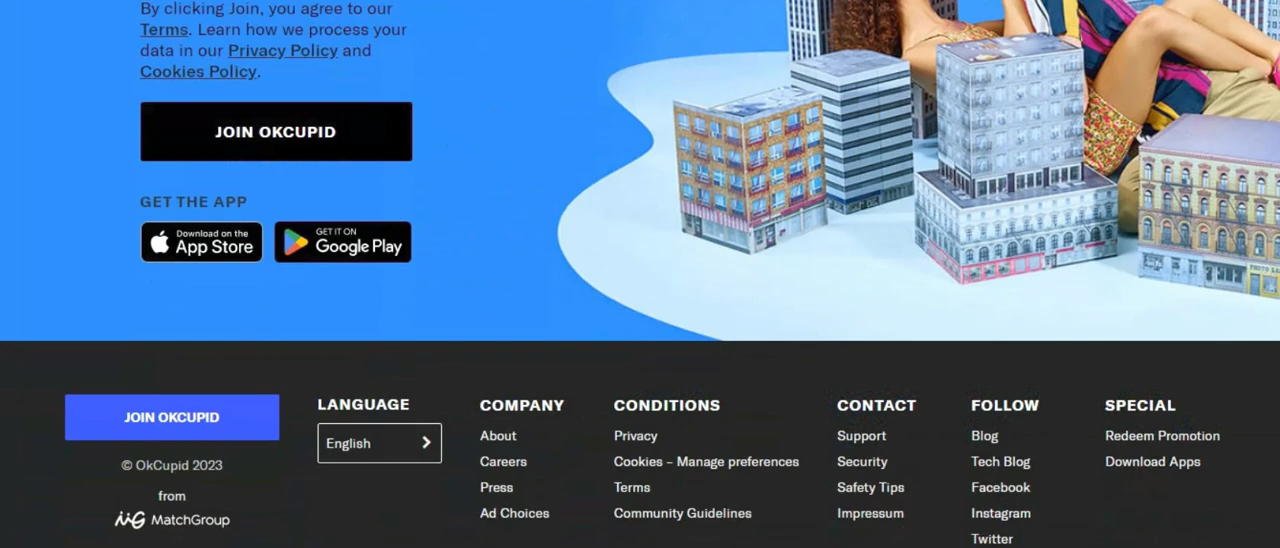 By clicking Join, you agree to our
Terms. Learn how we process your
data in our Privacy Policy and
Cookies Policy.
JOIN OKCUPID
GET THE APP
Download on the
App Store
GET IT ON
Google Play
JOIN OKCUPID
© OkCupid 2023
from
MatchGroup
LANGUAGE
English
COMPANY
About
Careers
Press
Ad Choices
CONDITIONS
Privacy
Cookies – Manage preferences
Terms
Community Guidelines
CONTACT
Support
Security
Safety Tips
Impressum
FOLLOW
Blog
Tech Blog
Facebook
Instagram
Twitter
SPECIAL
Redeem Promotion
Download Apps